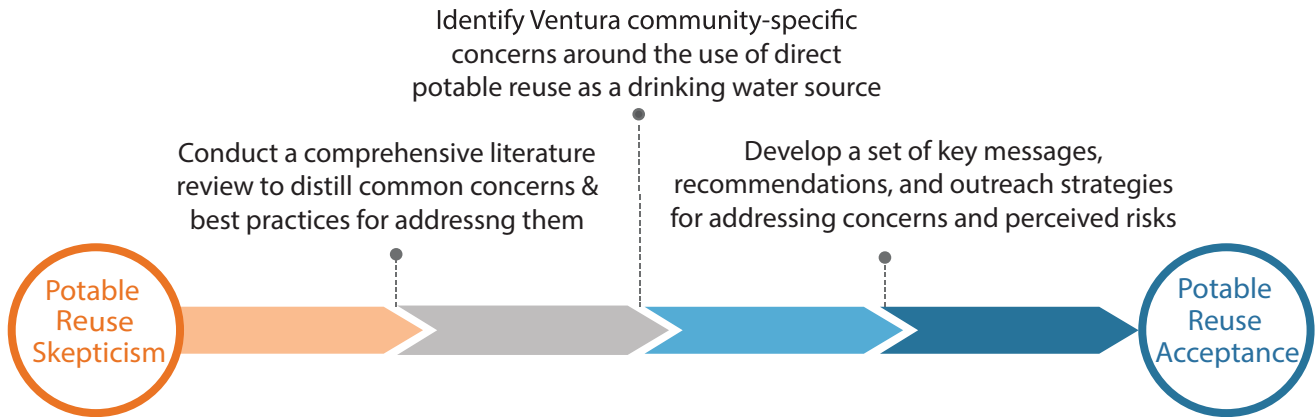 Identify Ventura community-specific
concerns around the use of direct
potable reuse as a drinking water source
Conduct a comprehensive literature
review to distill common concerns &
best practices for addressng them
Develop a set of key messages,
recommendations, and outreach strategies
for addressing concerns and perceived risks
Potable
Reuse
Skepticism
Potable
Reuse
Acceptance